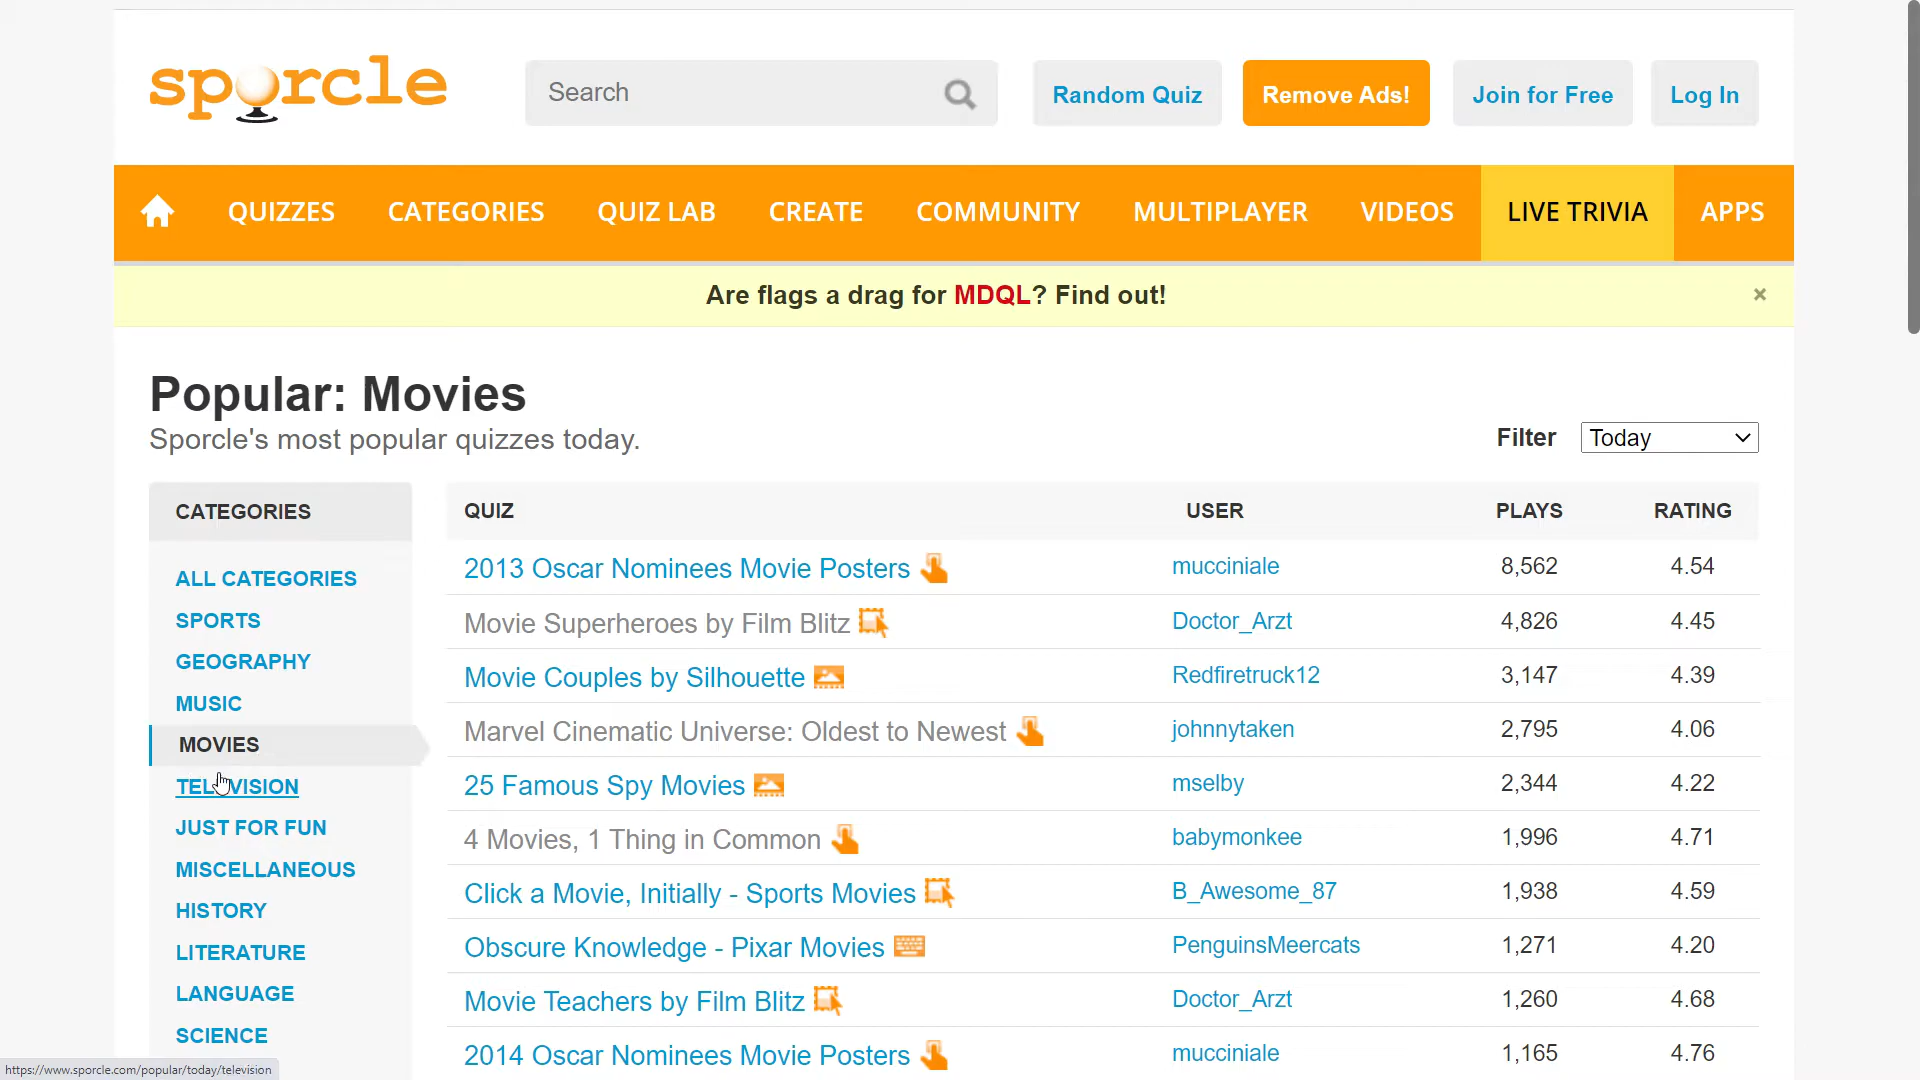 sporcle
Search
Random Quiz
Remove Ads!
Join for Free
Log In
QUIZZES
CATEGORIES
QUIZ LAB
CREATE
COMMUNITY
MULTIPLAYER
VIDEOS
LIVE TRIVIA
APPS
Are flags a drag for MDQL? Find out!
×
Popular: Movies
Sporcle's most popular quizzes today.
Filter
Today
CATEGORIES
ALL CATEGORIES
SPORTS
GEOGRAPHY
MUSIC
MOVIES
TELEVISION
JUST FOR FUN
MISCELLANEOUS
HISTORY
LITERATURE
LANGUAGE
SCIENCE
QUIZ USER PLAYS RATING
2013 Oscar Nominees Movie Posters mucciniale 8,562 4.54
Movie Superheroes by Film Blitz Doctor_Arzt 4,826 4.45
Movie Couples by Silhouette Redfiretruck12 3,147 4.39
Marvel Cinematic Universe: Oldest to Newest johnnytaken 2,795 4.06
25 Famous Spy Movies mselby 2,344 4.22
4 Movies, 1 Thing in Common babymonkee 1,996 4.71
Click a Movie, Initially - Sports Movies B_Awesome_87 1,938 4.59
Obscure Knowledge - Pixar Movies PenguinsMeercats 1,271 4.20
Movie Teachers by Film Blitz Doctor_Arzt 1,260 4.68
2014 Oscar Nominees Movie Posters mucciniale 1,165 4.76
https://www.sporcle.com/popular/today/television